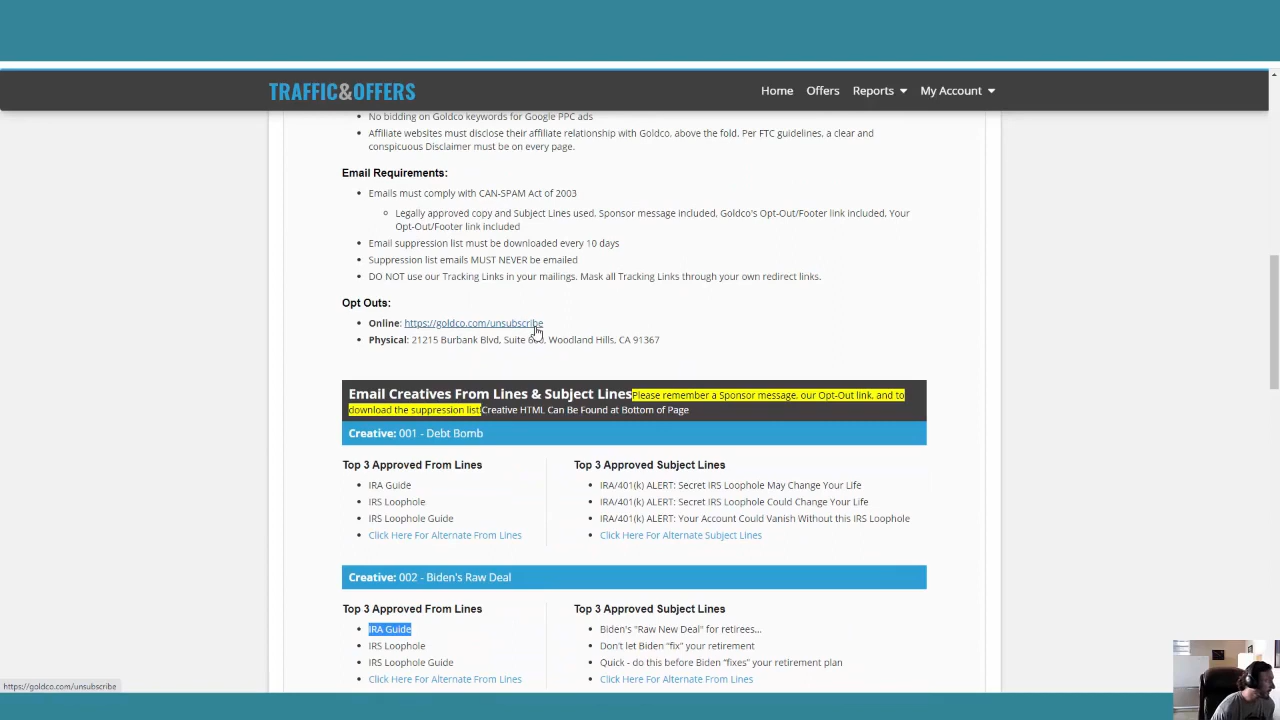 TRAFFIC&OFFERS
Home Offers Reports My Account
No bidding on Goldco keywords for Google PPC ads
Affiliate websites must disclose their affiliate relationship with Goldco, above the fold. Per FTC guidelines, a clear and
conspicuous Disclaimer must be on every page.
Email Requirements:
Emails must comply with CAN-SPAM Act of 2003
Legally approved copy and Subject Lines used, Sponsor message included, Goldco's Opt-Out/Footer link included, Your
Opt-Out/Footer link included
Email suppression list must be downloaded every 10 days
Suppression list emails MUST NEVER be emailed
DO NOT use our Tracking Links in your mailings. Mask all Tracking Links through your own redirect links.
Opt Outs:
Online: https://goldco.com/unsubscribe
Physical: 21215 Burbank Blvd, Suite Woodland Hills, CA 91367
Email Creatives From Lines & Subject Lines Please remember a Sponsor message, our Opt-Out link, and to
download the suppression list! Creative HTML Can Be Found at Bottom of Page
Creative: 001 - Debt Bomb
Top 3 Approved From Lines
IRA Guide
IRS Loophole
IRS Loophole Guide
Click Here For Alternate From Lines
Top 3 Approved Subject Lines
IRA/401(k) ALERT: Secret IRS Loophole May Change Your Life
IRA/401(k) ALERT: Secret IRS Loophole Could Change Your Life
IRA/401(k) ALERT: Your Account Could Vanish Without this IRS Loophole
Click Here For Alternate Subject Lines
Creative: 002 - Biden's Raw Deal
Top 3 Approved From Lines
IRA Guide
IRS Loophole
IRS Loophole Guide
Click Here For Alternate From Lines
Top 3 Approved Subject Lines
Biden's "Raw New Deal" for retirees...
Don't let Biden "fix" your retirement
Quick - do this before Biden "fixes" your retirement plan
Click Here For Alternate Subject Lines
https://goldco.com/unsubscribe